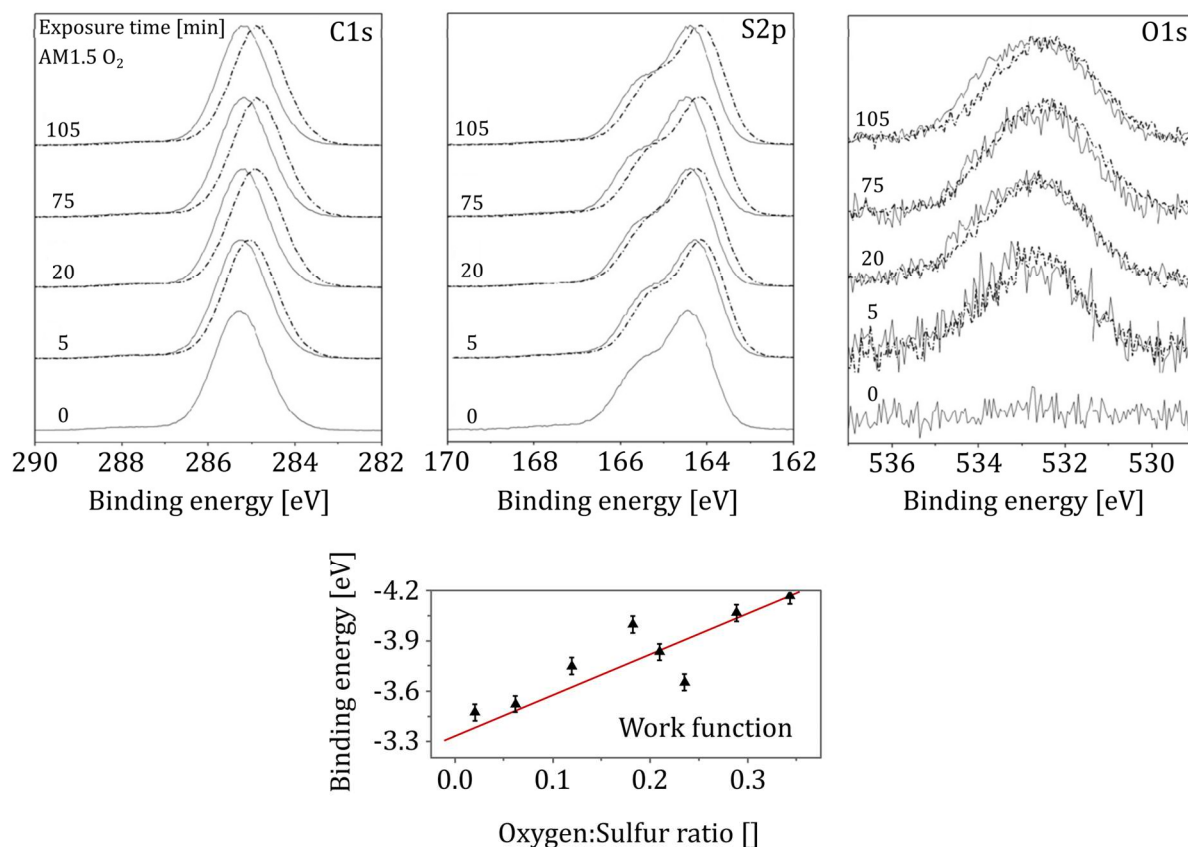 Exposure time [min]
AM1.5 O₂
C1s
105
75
20
5
0
290 288 286 284 282
Binding energy [eV]
S2p
105
75
20
5
0
170 168 166 164 162
Binding energy [eV]
O1s
105
75
20
5
0
536 534 532 530
Binding energy [eV]
Binding energy [eV]
-4.2
-3.9
-3.6
-3.3
Work function
0.0 0.1 0.2 0.3
Oxygen:Sulfur ratio []